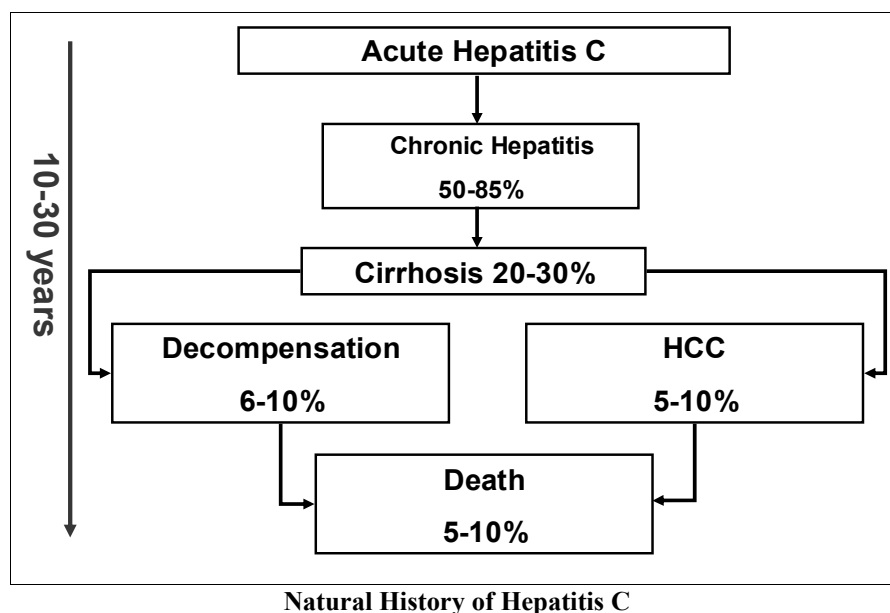 Acute Hepatitis C
Chronic Hepatitis
50-85%
10-30 years
Cirrhosis 20-30%
Decompensation
6-10%
HCC
5-10%
Death
5-10%
Natural History of Hepatitis C